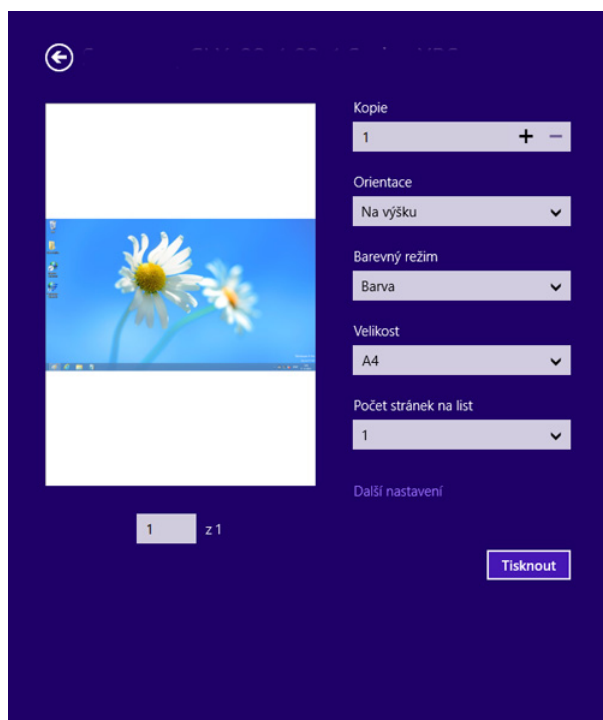 Kopie
1
Orientace
Na výšku
Barevný režim
Barva
Velikost
A4
Počet stránek na list
1
Další nastavení
1 z 1
Tisknout